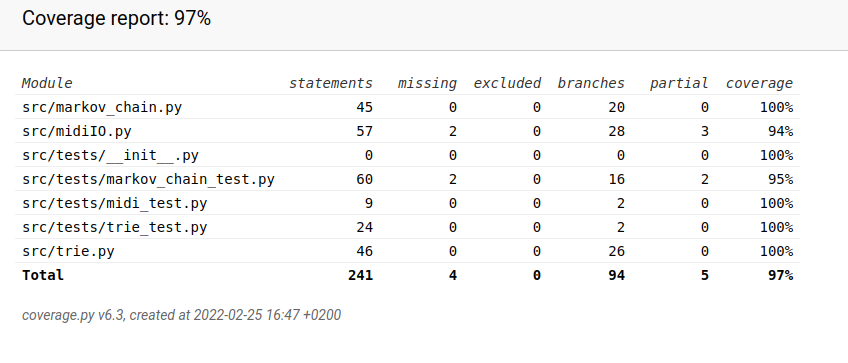 Coverage report: 97%
Module statements missing excluded branches partial coverage
src/markov_chain.py 45 0 0 20 0 100%
src/midiIO.py 57 2 0 28 3 94%
src/tests/__init__.py 0 0 0 0 0 100%
src/tests/markov_chain_test.py 60 2 0 16 2 95%
src/tests/midi_test.py 9 0 0 2 0 100%
src/tests/trie_test.py 24 0 0 2 0 100%
src/trie.py 46 0 0 26 0 100%
Total 241 4 0 94 5 97%
coverage.py v6.3, created at 2022-02-25 16:47 +0200